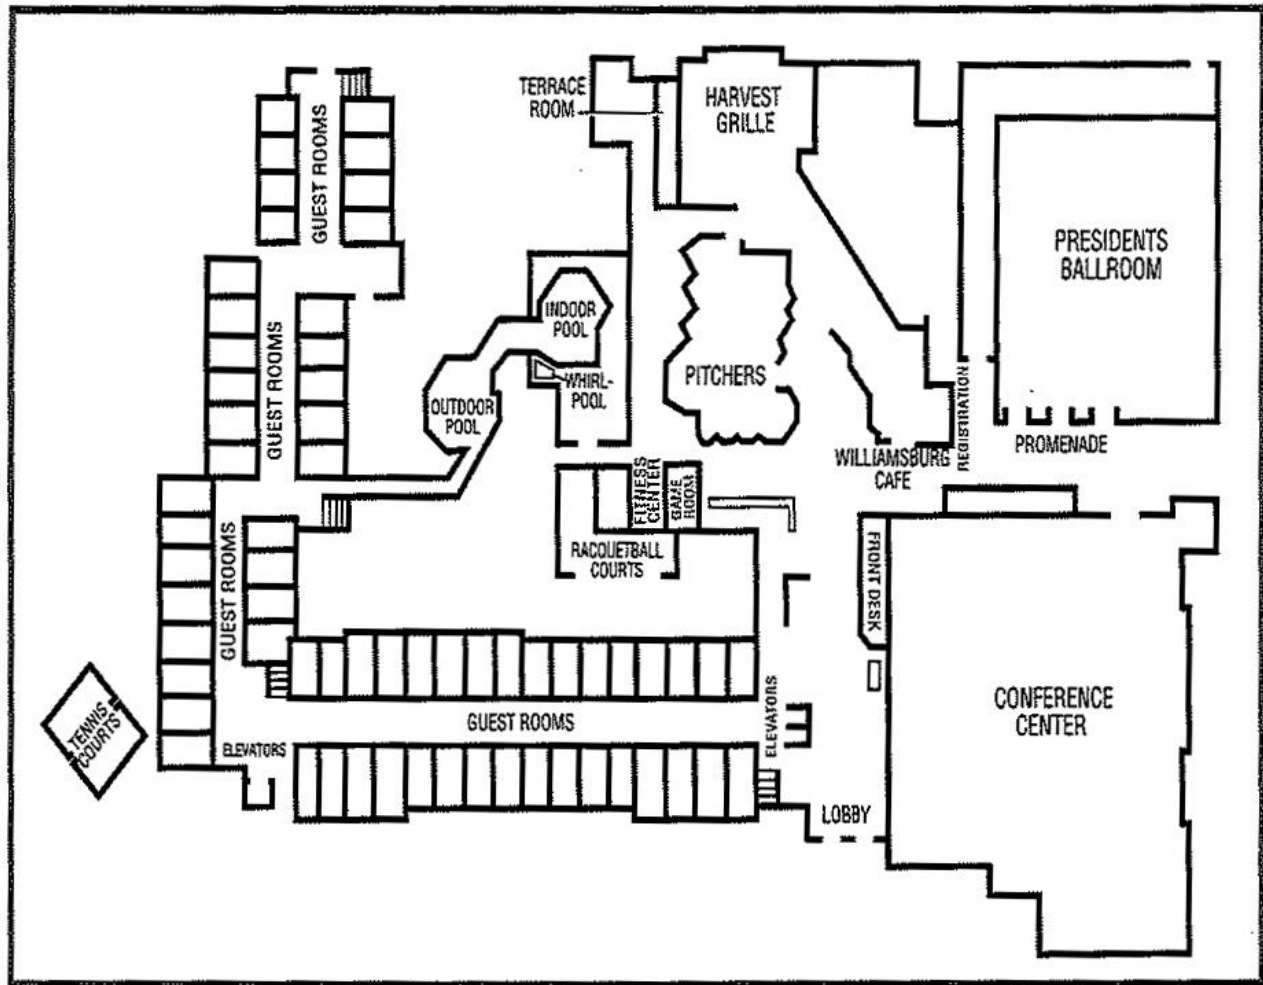 TERRACE
ROOM
HARVEST
GRILLE
GUEST ROOMS
PRESIDENTS
BALLROOM
INDOOR
POOL
GUEST ROOMS
WHIRL-
POOL
PITCHERS
OUTDOOR
POOL
REGISTRATION
PROMENADE
WILLIAMSBURG
CAFE
FITNESS
CENTER
GAME
ROOM
RACQUETBALL
COURTS
FRONT DESK
GUEST ROOMS
TENNIS
COURTS
GUEST ROOMS
ELEVATORS
ELEVATORS
CONFERENCE
CENTER
LOBBY